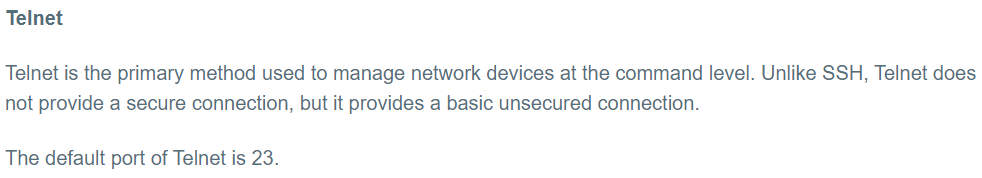 Telnet
Telnet is the primary method used to manage network devices at the command level. Unlike SSH, Telnet does
not provide a secure connection, but it provides a basic unsecured connection.
The default port of Telnet is 23.